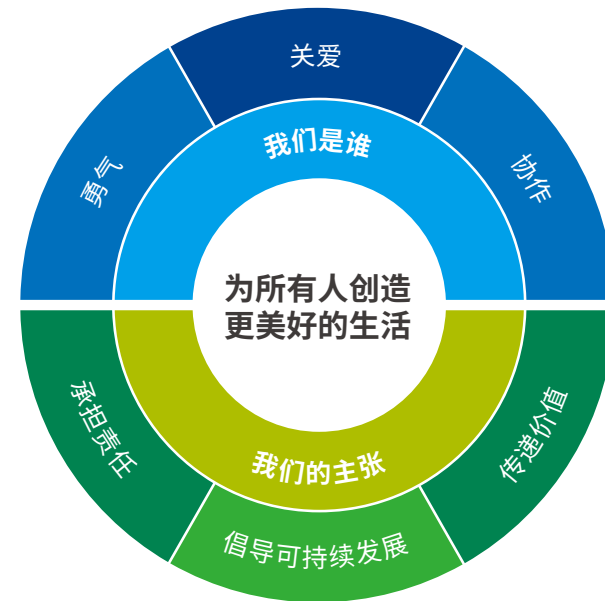 关爱
勇气
协作
我们是谁
为所有人创造
更美好的生活
我们的主张
承担责任
倡导可持续发展
传递价值